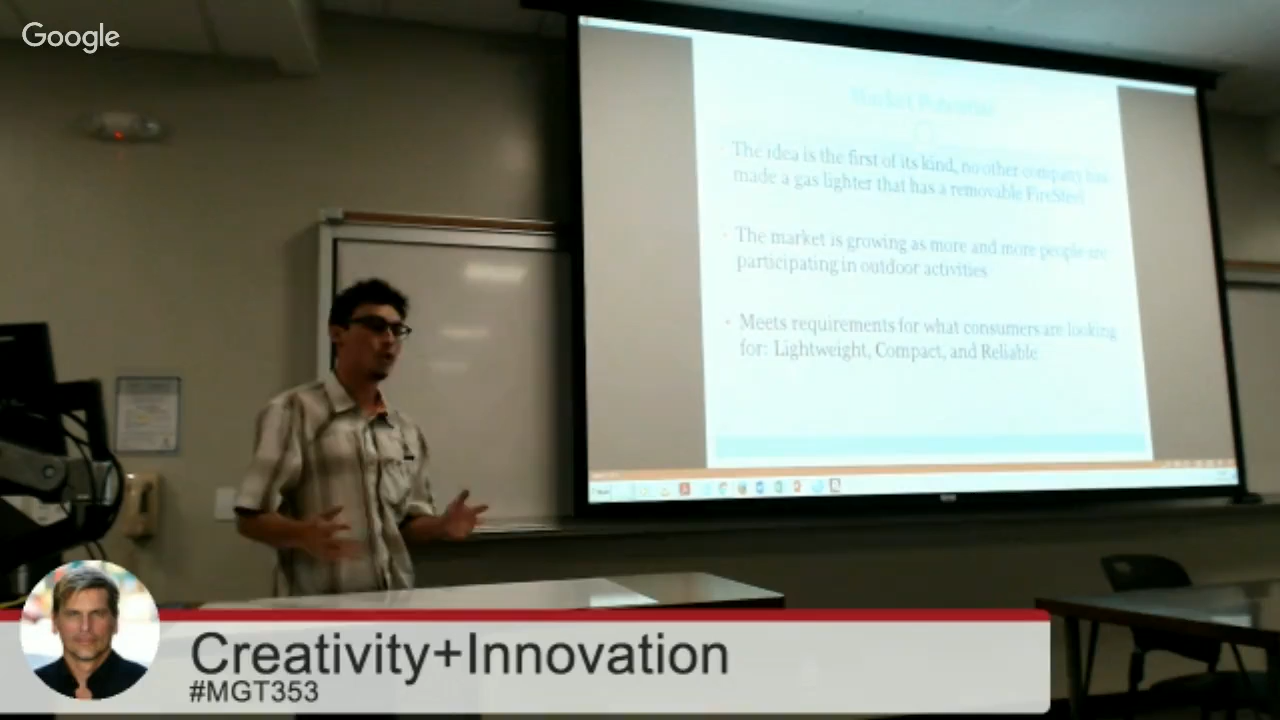 Google
Market Potential
The idea is the first of its kind, no other company has
made a gas lighter that has a removable FireSteel
The market is growing as more and more people are
participating in outdoor activities
Meets requirements for what consumers are looking
for: Lightweight, Compact, and Reliable
Creativity+Innovation
#MGT353